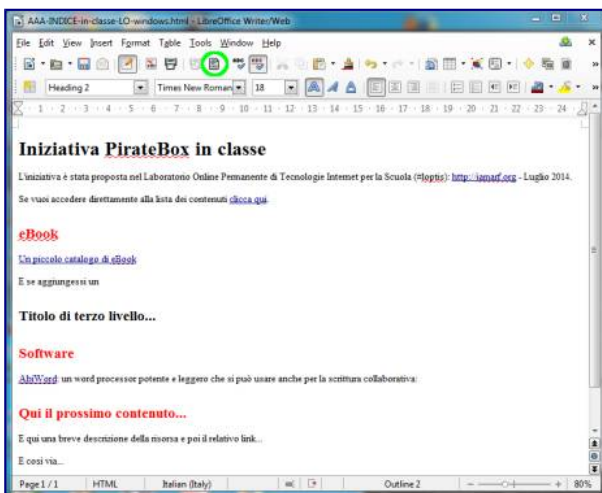 AAA-INDICE-in-classe-LO-windows.html - LibreOffice Writer/Web
File Edit View Insert Format Table Tools Window Help
Heading 2 Times New Roman 18
1 2 3 4 5 6 7 8 9 10 11 12 13 14 15 16 17 18 19 20 21 22 23 24
Iniziativa PirateBox in classe
L'iniziativa è stata proposta nel Laboratorio Online Permanente di Tecnologie Internet per la Scuola (#loptis): http://iamarf.org - Luglio 2014.
Se vuoi accedere direttamente alla lista dei contenuti clicca qui.
eBook
Un piccolo catalogo di eBook
E se aggiungessi un
Titolo di terzo livello...
Software
AbiWord: un word processor potente e leggero che si può usare anche per la scrittura collaborativa:
Qui il prossimo contenuto...
E qui una breve descrizione della risorsa e poi il relativo link...
E così via...
Page 1 / 1 HTML Italian (Italy) Outline 2 80%